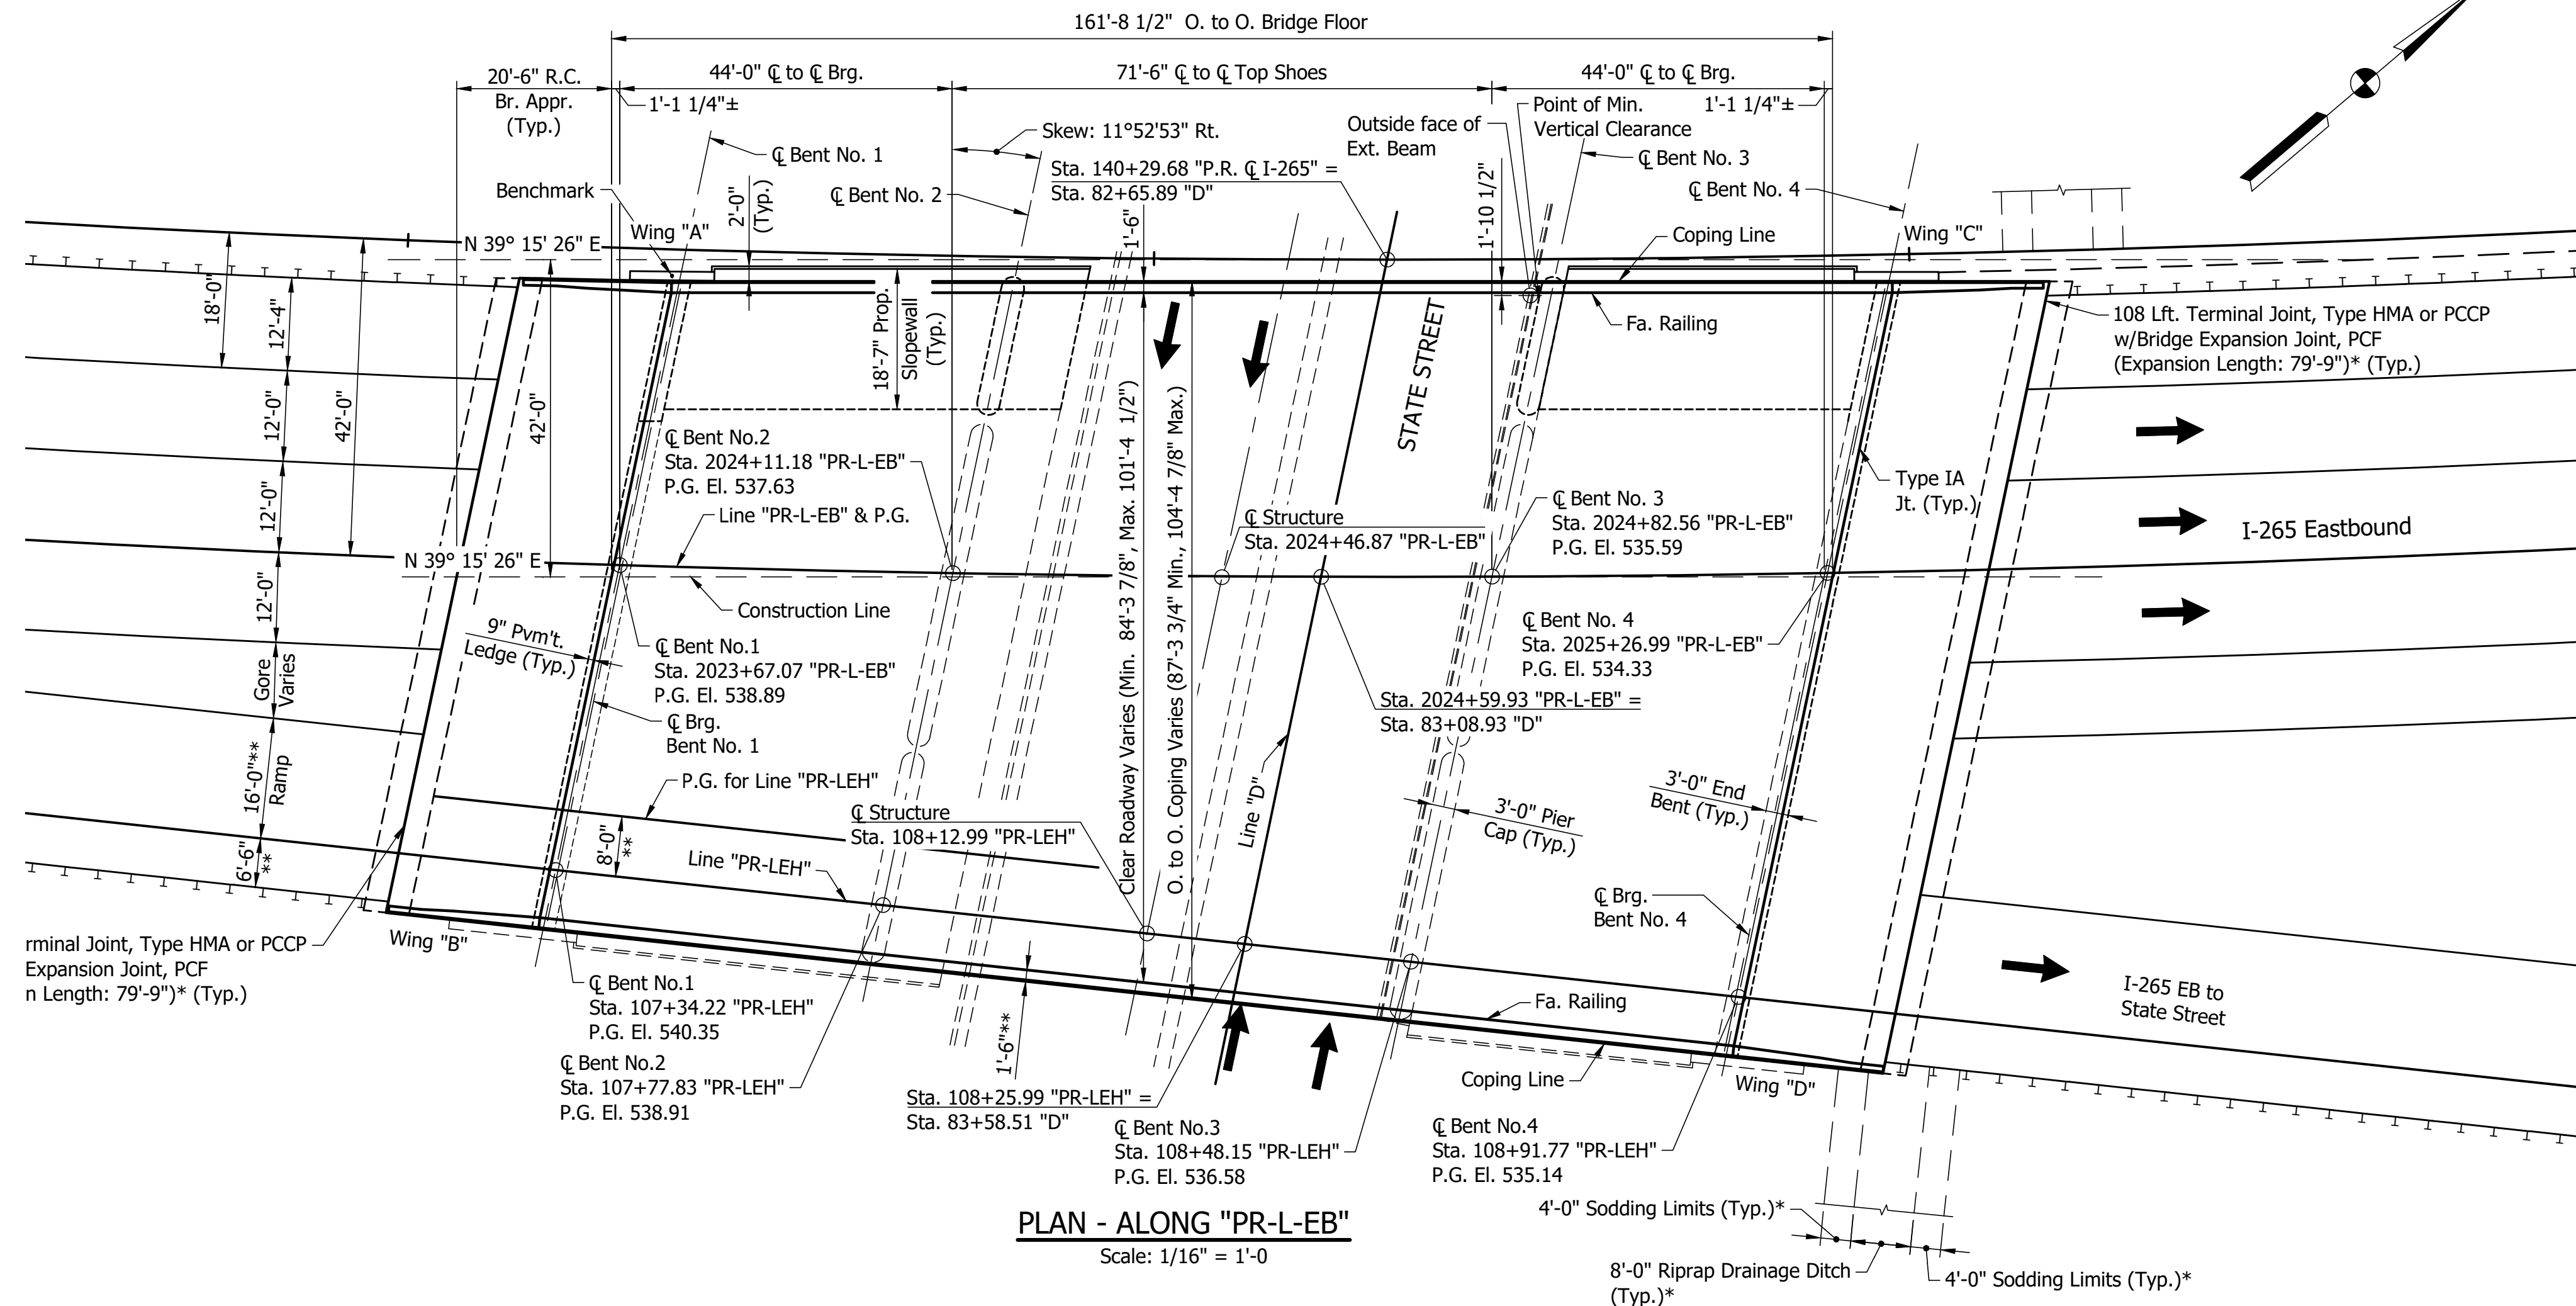 161'-8 1/2" O. to O. Bridge Floor
20'-6" R.C.
Br. Appr.
(Typ.)
44'-0" ℄ to ℄ Brg.
71'-6" ℄ to ℄ Top Shoes
44'-0" ℄ to ℄ Brg.
1'-1 1/4"±
1'-1 1/4"±
Point of Min.
Vertical Clearance
Outside face of
Ext. Beam
Skew: 11°52'53" Rt.
℄ Bent No. 1
℄ Bent No. 2
℄ Bent No. 3
℄ Bent No. 4
Sta. 140+29.68 "P.R. ℄ I-265" =
Sta. 82+65.89 "D"
Benchmark
2'-0"
(Typ.)
1'-6"
1'-10 1/2"
Wing "A"
Wing "C"
Coping Line
N 39° 15' 26" E
18'-0"
12'-4"
12'-0"
12'-0"
42'-0"
42'-0"
12'-0"
18'-7" Prop.
Slopewall
(Typ.)
STATE STREET
Fa. Railing
108 Lft. Terminal Joint, Type HMA or PCCP
w/Bridge Expansion Joint, PCF
(Expansion Length: 79'-9")* (Typ.)
℄ Bent No.2
Sta. 2024+11.18 "PR-L-EB"
P.G. El. 537.63
Line "PR-L-EB" & P.G.
℄ Structure
Sta. 2024+46.87 "PR-L-EB"
℄ Bent No. 3
Sta. 2024+82.56 "PR-L-EB"
P.G. El. 535.59
Type IA
Jt. (Typ.)
I-265 Eastbound
N 39° 15' 26" E
Construction Line
Clear Roadway Varies (Min. 84'-3 7/8", Max. 101'-4 1/2")
O. to O. Coping Varies (87'-3 3/4" Min., 104'-4 7/8" Max.)
9" Pvm't.
Ledge (Typ.)
℄ Bent No.1
Sta. 2023+67.07 "PR-L-EB"
P.G. El. 538.89
℄ Bent No. 4
Sta. 2025+26.99 "PR-L-EB"
P.G. El. 534.33
Gore
Varies
16'-0"**
Ramp
6'-6"
**
℄ Brg.
Bent No. 1
Sta. 2024+59.93 "PR-L-EB" =
Sta. 83+08.93 "D"
P.G. for Line "PR-LEH"
8'-0"
**
Line "PR-LEH"
℄ Structure
Sta. 108+12.99 "PR-LEH"
Line "D"
3'-0" Pier
Cap (Typ.)
3'-0" End
Bent (Typ.)
℄ Brg.
Bent No. 4
rminal Joint, Type HMA or PCCP
Expansion Joint, PCF
n Length: 79'-9")* (Typ.)
Wing "B"
℄ Bent No.1
Sta. 107+34.22 "PR-LEH"
P.G. El. 540.35
℄ Bent No.2
Sta. 107+77.83 "PR-LEH"
P.G. El. 538.91
1'-6"**
Sta. 108+25.99 "PR-LEH" =
Sta. 83+58.51 "D"
Fa. Railing
Coping Line
℄ Bent No.3
Sta. 108+48.15 "PR-LEH"
P.G. El. 536.58
℄ Bent No.4
Sta. 108+91.77 "PR-LEH"
P.G. El. 535.14
Wing "D"
I-265 EB to
State Street
PLAN - ALONG "PR-L-EB"
Scale: 1/16" = 1'-0
4'-0" Sodding Limits (Typ.)*
8'-0" Riprap Drainage Ditch
(Typ.)*
4'-0" Sodding Limits (Typ.)*